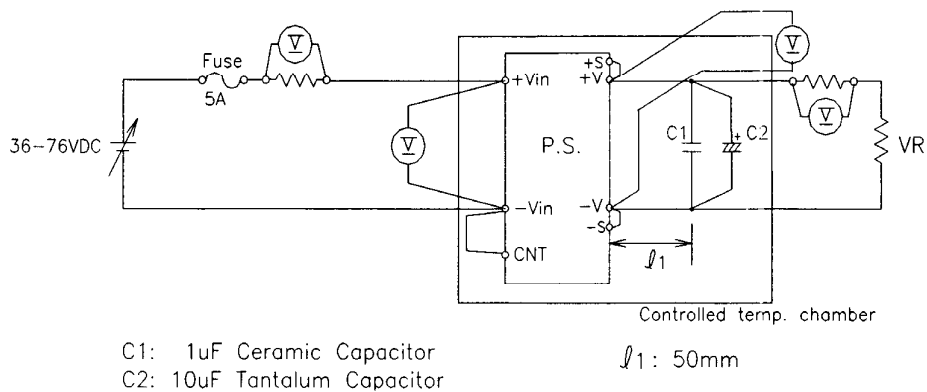 Fuse
5A
V
36-76VDC
V
+Vin
-Vin
CNT
P.S.
+S
+V
-V
-S
V
C1
+
C2
V
VR
ℓ1
Controlled temp. chamber
C1: 1uF Ceramic Capacitor
C2: 10uF Tantalum Capacitor
ℓ1: 50mm